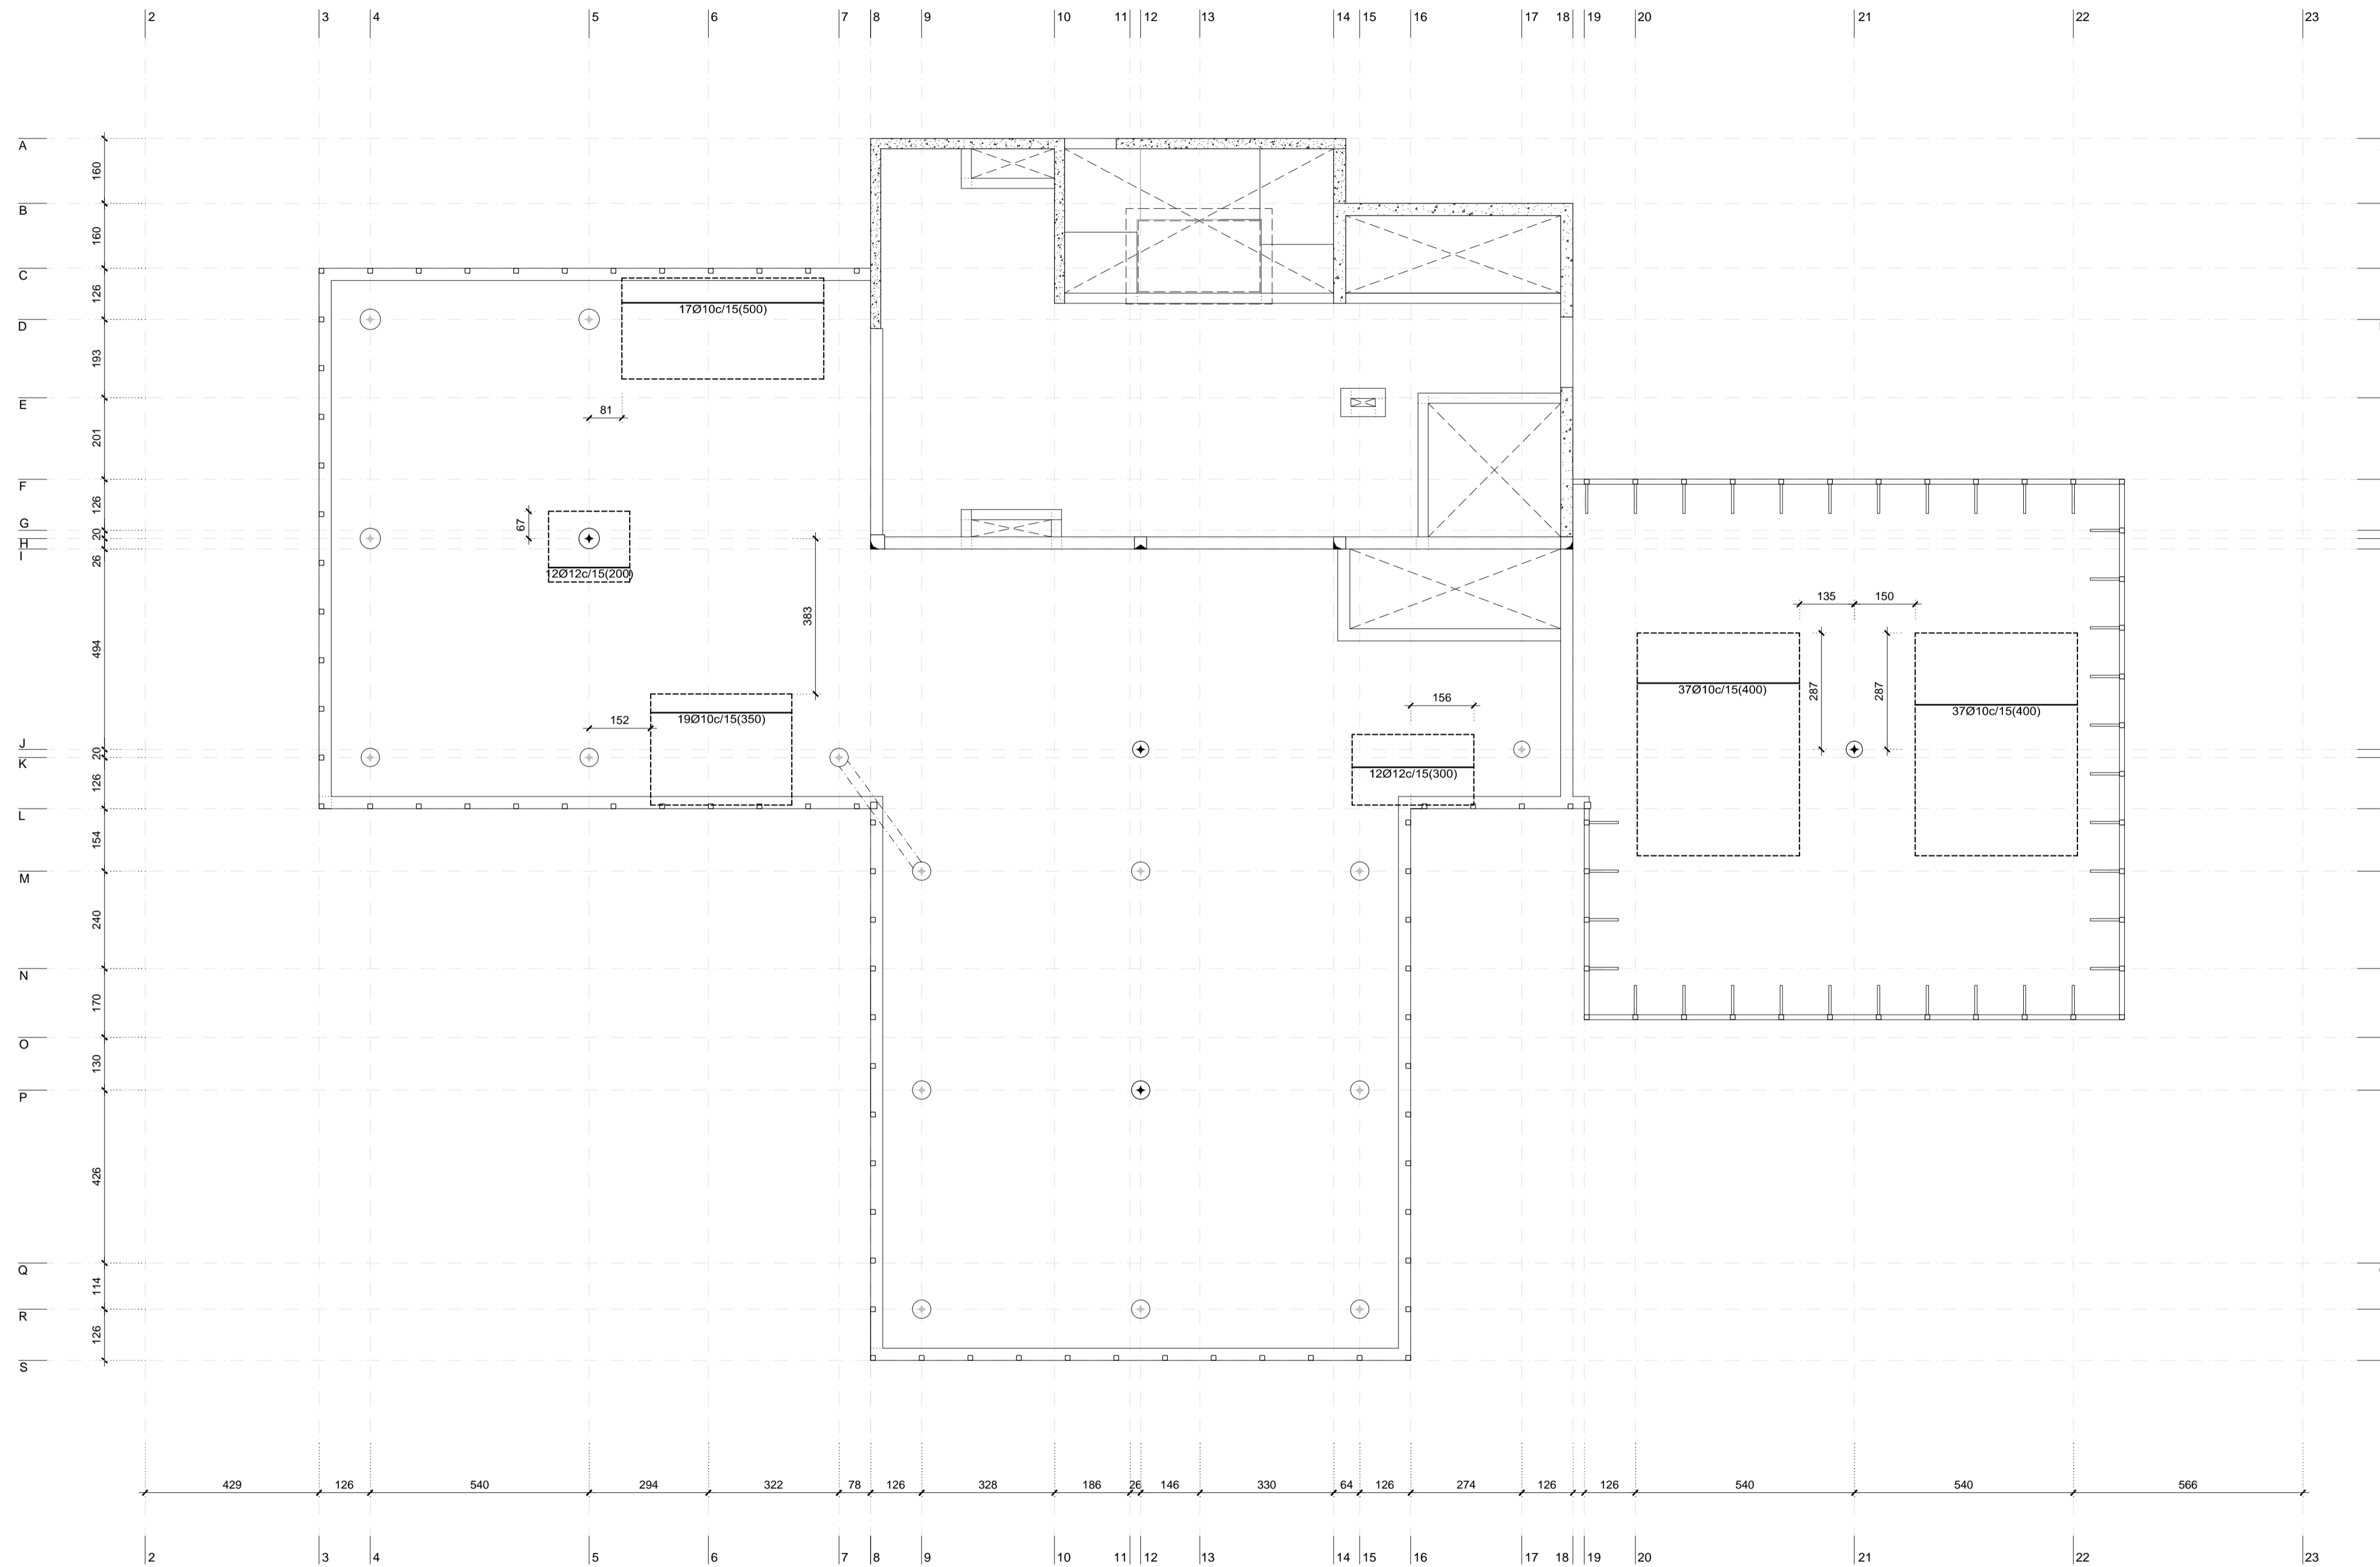 2 3 4 5 6 7 8 9 10 11 12 13 14 15 16 17 18 19 20 21 22 23
A
160
B
160
C
126
17Ø10c/15(500)
D
193
E
81
201
F
126
67
G
20
H
12Ø12c/15(200)
26
I
383
135 150
494
287 287
37Ø10c/15(400)
37Ø10c/15(400)
152
19Ø10c/15(350)
156
J
20
K
12Ø12c/15(300)
126
L
154
M
240
N
170
O
130
P
426
Q
114
R
126
S
429 126 540 294 322 78 126 328 186 26 146 330 64 126 274 126 126 540 540 566
2 3 4 5 6 7 8 9 10 11 12 13 14 15 16 17 18 19 20 21 22 23